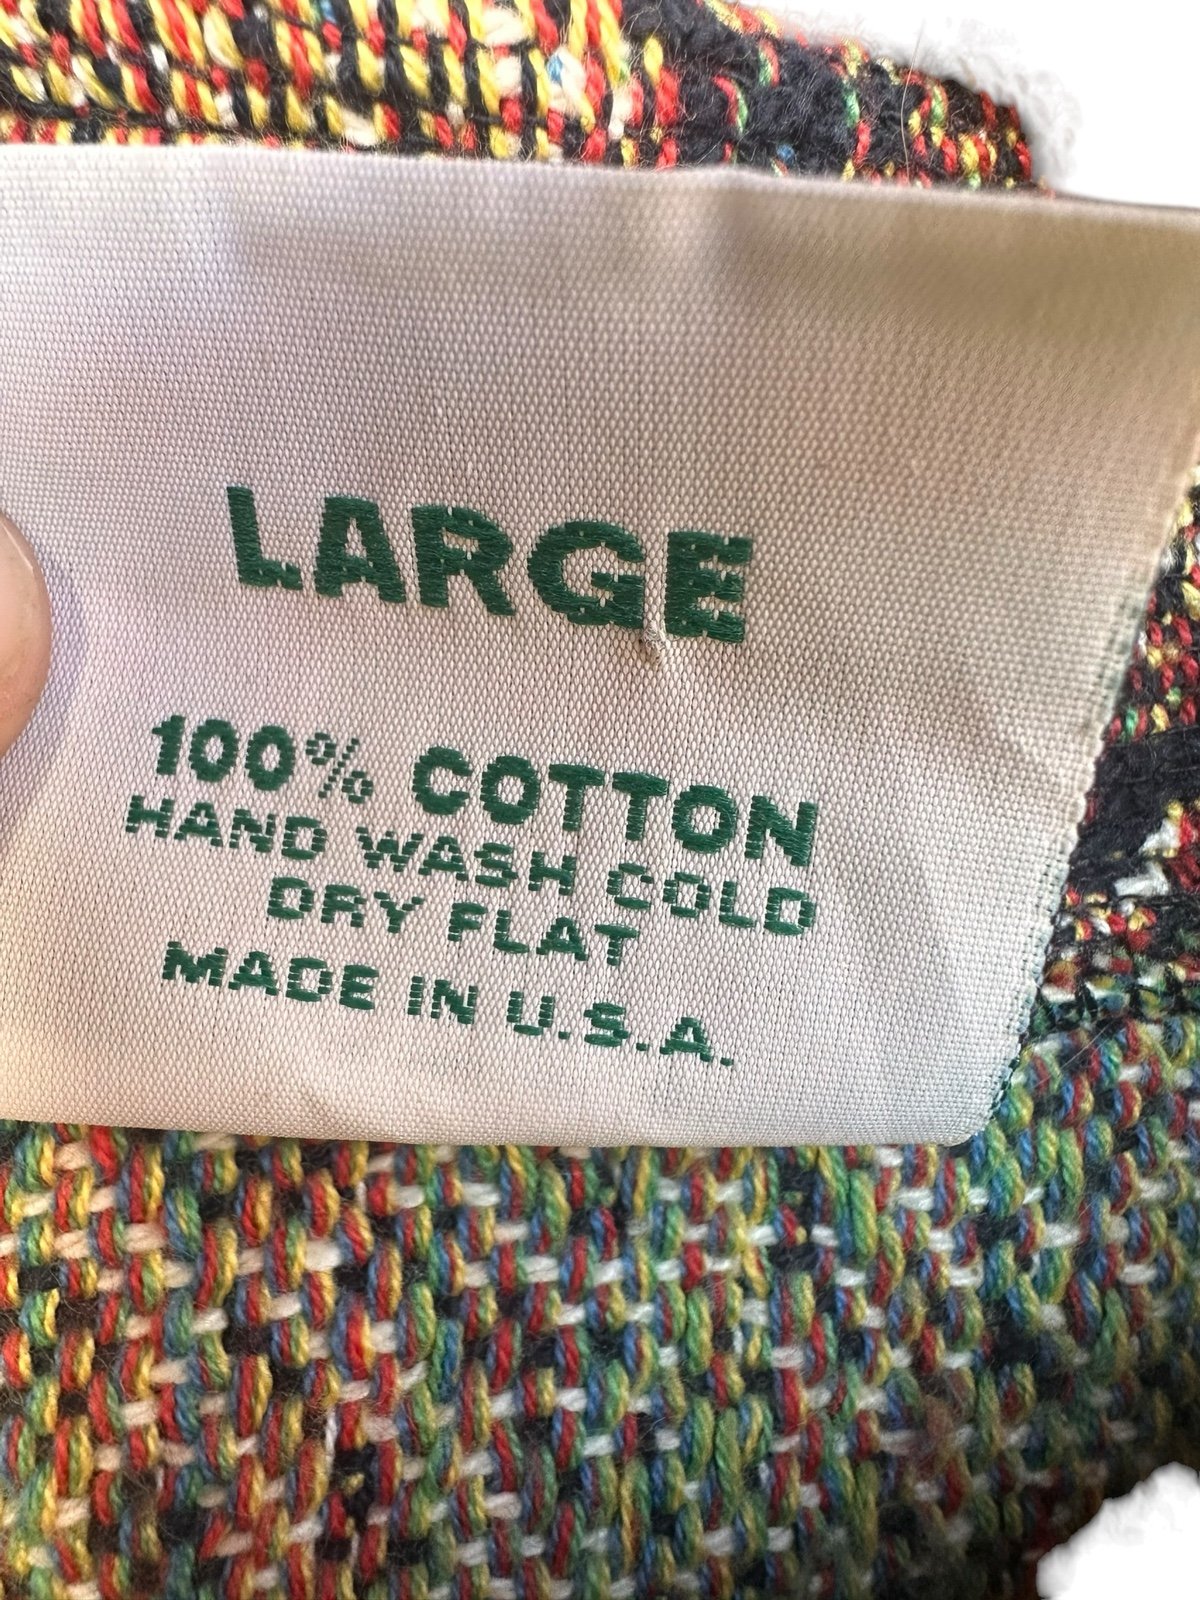 LARGE
100% COTTON
HAND WASH COLD
DRY FLAT
MADE IN U.S.A.